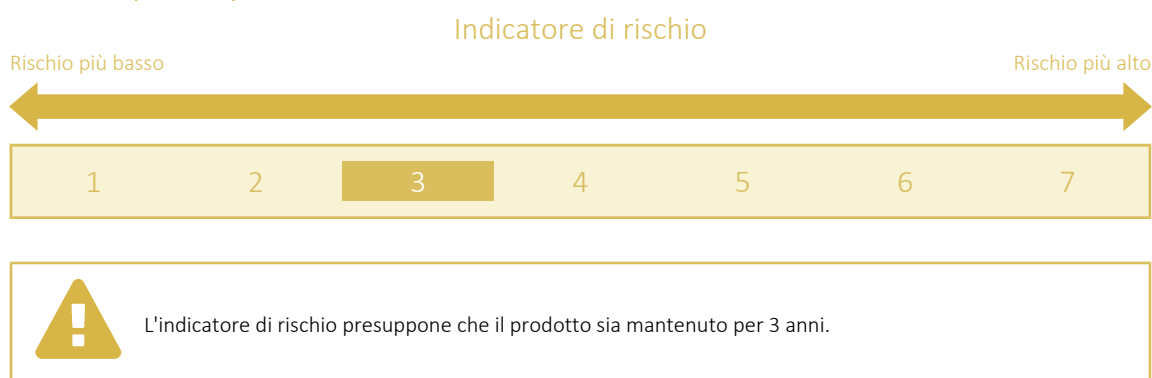 Indicatore di rischio
Rischio più basso Rischio più alto
1 2 3 4 5 6 7
L'indicatore di rischio presuppone che il prodotto sia mantenuto per 3 anni.